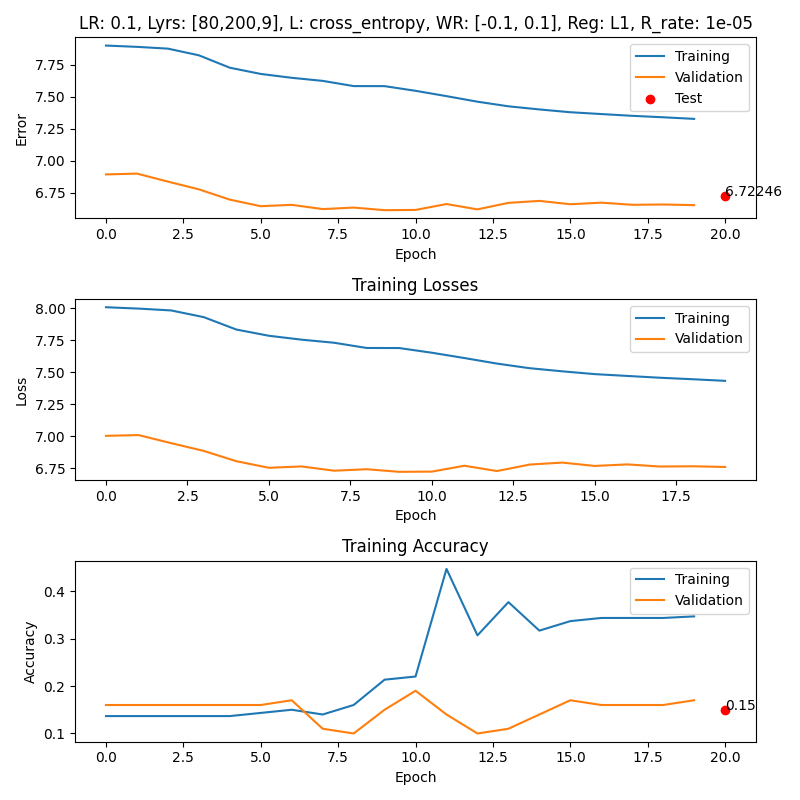 LR: 0.1, Lyrs: [80,200,9], L: cross_entropy, WR: [-0.1, 0.1], Reg: L1, R_rate: 1e-05
7.75
7.50
7.25
7.00
6.75
Error
Training
Validation
Test
6.72246
0.0 2.5 5.0 7.5 10.0 12.5 15.0 17.5 20.0
Epoch
Training Losses
8.00
7.75
7.50
7.25
7.00
6.75
Loss
Training
Validation
0.0 2.5 5.0 7.5 10.0 12.5 15.0 17.5
Epoch
Training Accuracy
0.4
0.3
0.2
0.1
Accuracy
Training
Validation
0.15
0.0 2.5 5.0 7.5 10.0 12.5 15.0 17.5 20.0
Epoch